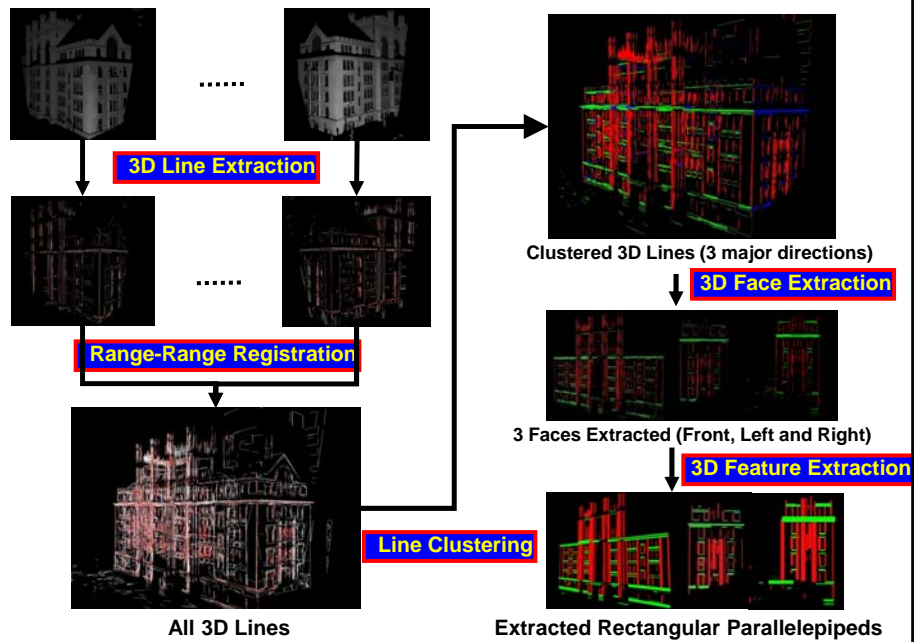 3D Line Extraction
Range-Range Registration
All 3D Lines
Line Clustering
Clustered 3D Lines (3 major directions)
3D Face Extraction
3 Faces Extracted (Front, Left and Right)
3D Feature Extraction
Extracted Rectangular Parallelepipeds